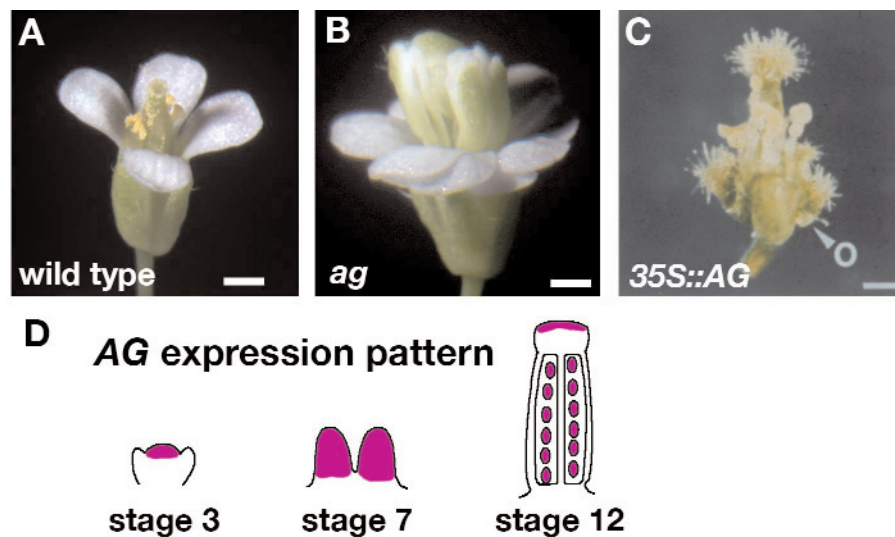 A
B
C
wild type
ag
35S::AG
O
D
AG expression pattern
stage 3
stage 7
stage 12